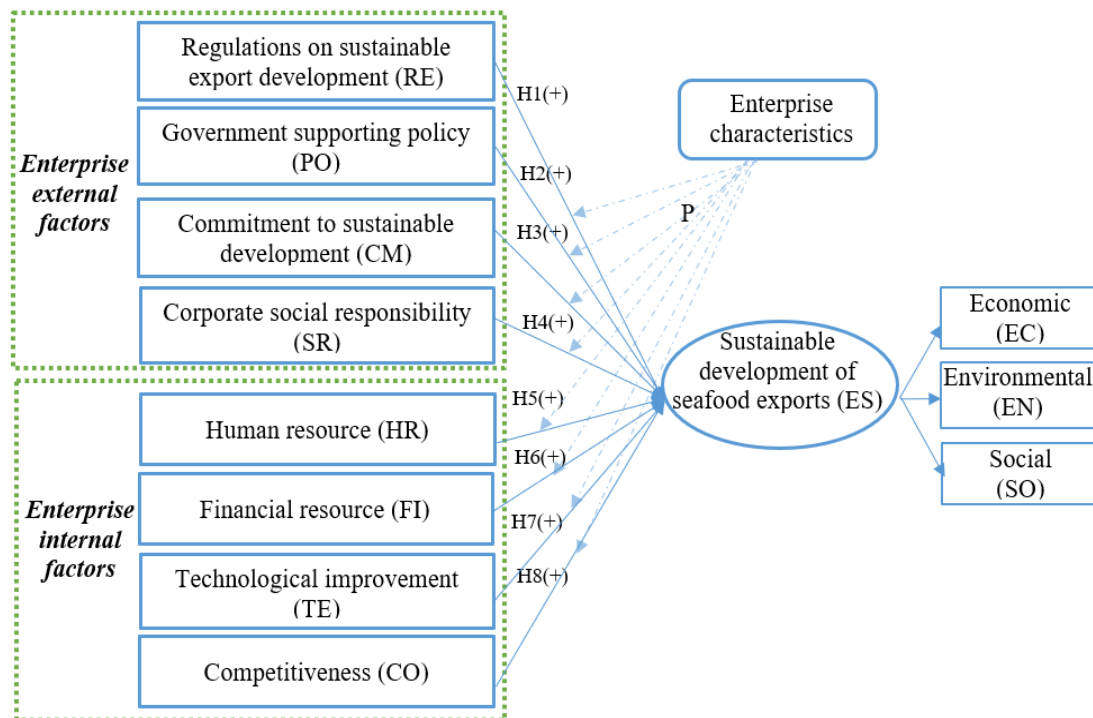 Enterprise
external
factors
Regulations on sustainable
export development (RE)
Government supporting policy
(PO)
Commitment to sustainable
development (CM)
Corporate social responsibility
(SR)
Enterprise
internal
factors
Human resource (HR)
Financial resource (FI)
Technological improvement
(TE)
Competitiveness (CO)
H1(+)
H2(+)
H3(+)
H4(+)
H5(+)
H6(+)
H7(+)
H8(+)
Enterprise
characteristics
P
Sustainable
development of
seafood exports (ES)
Economic
(EC)
Environmental
(EN)
Social
(SO)